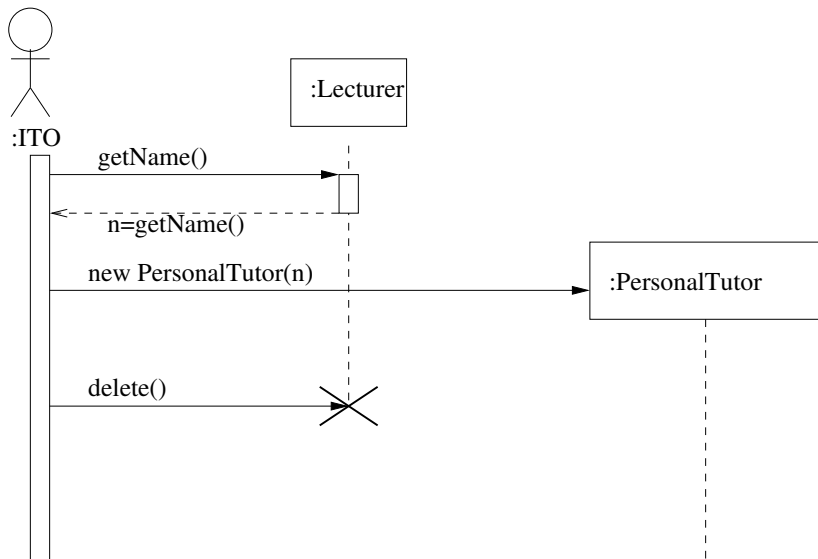 :Lecturer
:ITO
getName()
n=getName()
new PersonalTutor(n)
:PersonalTutor
delete()